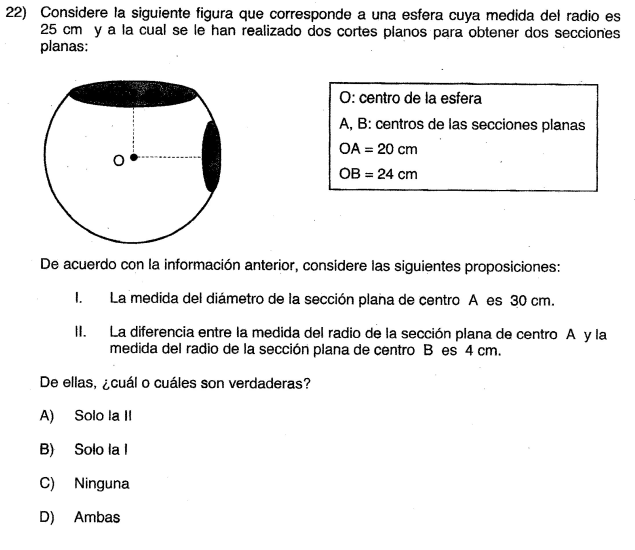 22) Considere la siguiente figura que corresponde a una esfera cuya medida del radio es
25 cm y a la cual se le han realizado dos cortes planos para obtener dos secciones
planas:
O: centro de la esfera
A, B: centros de las secciones planas
OA = 20 cm
OB = 24 cm
O
De acuerdo con la información anterior, considere las siguientes proposiciones:
I. La medida del diámetro de la sección plana de centro A es 30 cm.
II. La diferencia entre la medida del radio de la sección plana de centro A y la
medida del radio de la sección plana de centro B es 4 cm.
De ellas, ¿cuál o cuáles son verdaderas?
A) Solo la II
B) Solo la I
C) Ninguna
D) Ambas